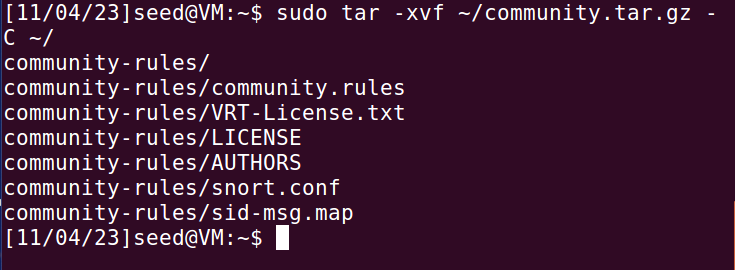 [11/04/23]seed@VM:~$ sudo tar -xvf ~/community.tar.gz -
C ~/
community-rules/
community-rules/community.rules
community-rules/VRT-License.txt
community-rules/LICENSE
community-rules/AUTHORS
community-rules/snort.conf
community-rules/sid-msg.map
[11/04/23]seed@VM:~$